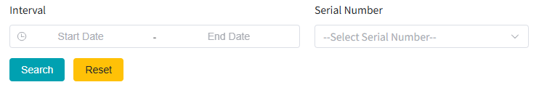 Interval Serial Number
Start Date - End Date --Select Serial Number--
Search Reset